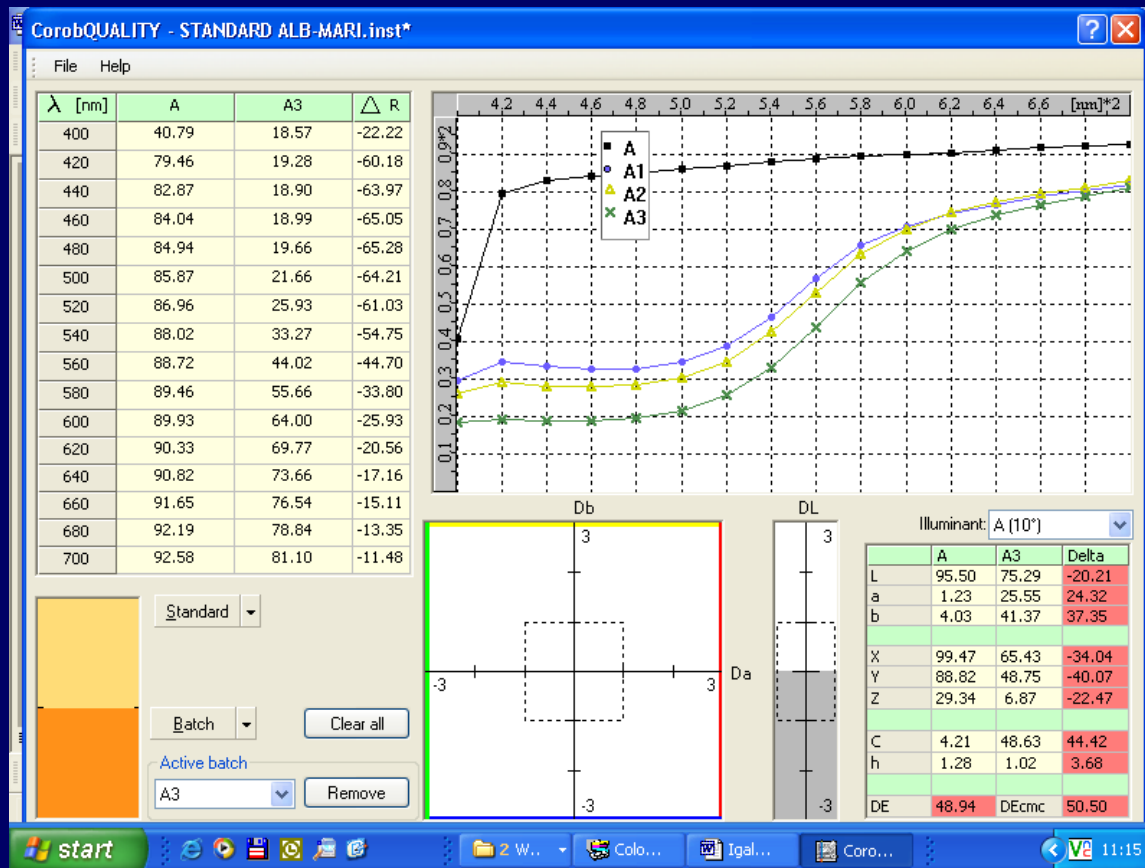 CorobQUALITY - STANDARD ALB-MARI.inst*
File Help
λ [nm] A A3 △ R
400 40.79 18.57 -22.22
420 79.46 19.28 -60.18
440 82.87 18.90 -63.97
460 84.04 18.99 -65.05
480 84.94 19.66 -65.28
500 85.87 21.66 -64.21
520 86.96 25.93 -61.03
540 88.02 33.27 -54.75
560 88.72 44.02 -44.70
580 89.46 55.66 -33.80
600 89.93 64.00 -25.93
620 90.33 69.77 -20.56
640 90.82 73.66 -17.16
660 91.65 76.54 -15.11
680 92.19 78.84 -13.35
700 92.58 81.10 -11.48
4.2 4.4 4.6 4.8 5.0 5.2 5.4 5.6 5.8 6.0 6.2 6.4 6.6 [nm]*2
0.9*2
0.8
0.7
0.6
0.5
0.4
0.3
0.2
0.1
A
A1
A2
A3
Standard
Batch
Clear all
Active batch
A3
Remove
Db
3
-3
3
Da
-3
DL
3
-3
Illuminant: A (10°)
A A3 Delta
L 95.50 75.29 -20.21
a 1.23 25.55 24.32
b 4.03 41.37 37.35
X 99.47 65.43 -34.04
Y 88.82 48.75 -40.07
Z 29.34 6.87 -22.47
C 4.21 48.63 44.42
h 1.28 1.02 3.68
DE 48.94 DEcmc 50.50
start
2 W...
Colo...
Igal...
Coro...
11:15